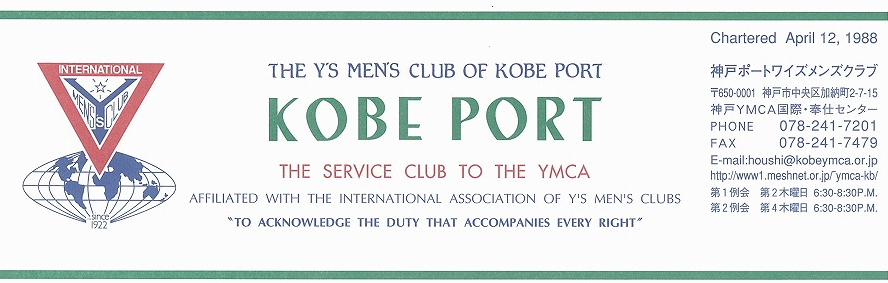 INTERNATIONAL
Y
MEN'S CLUB
S
since
1922
THE Y'S MEN'S CLUB OF KOBE PORT
KOBE PORT
THE SERVICE CLUB TO THE YMCA
AFFILIATED WITH THE INTERNATIONAL ASSOCIATION OF Y'S MEN'S CLUBS
"TO ACKNOWLEDGE THE DUTY THAT ACCOMPANIES EVERY RIGHT"
Chartered April 12, 1988
神戸ポートワイズメンズクラブ
〒650-0001 神戸市中央区加納町2-7-15
神戸YMCA国際・奉仕センター
PHONE 078-241-7201
FAX 078-241-7479
E-mail:houshi@kobeymca.or.jp
http://www1.meshnet.or.jp/~ymca-kb/
第1例会 第2木曜日 6:30-8:30P.M.
第2例会 第4木曜日 6:30-8:30P.M.